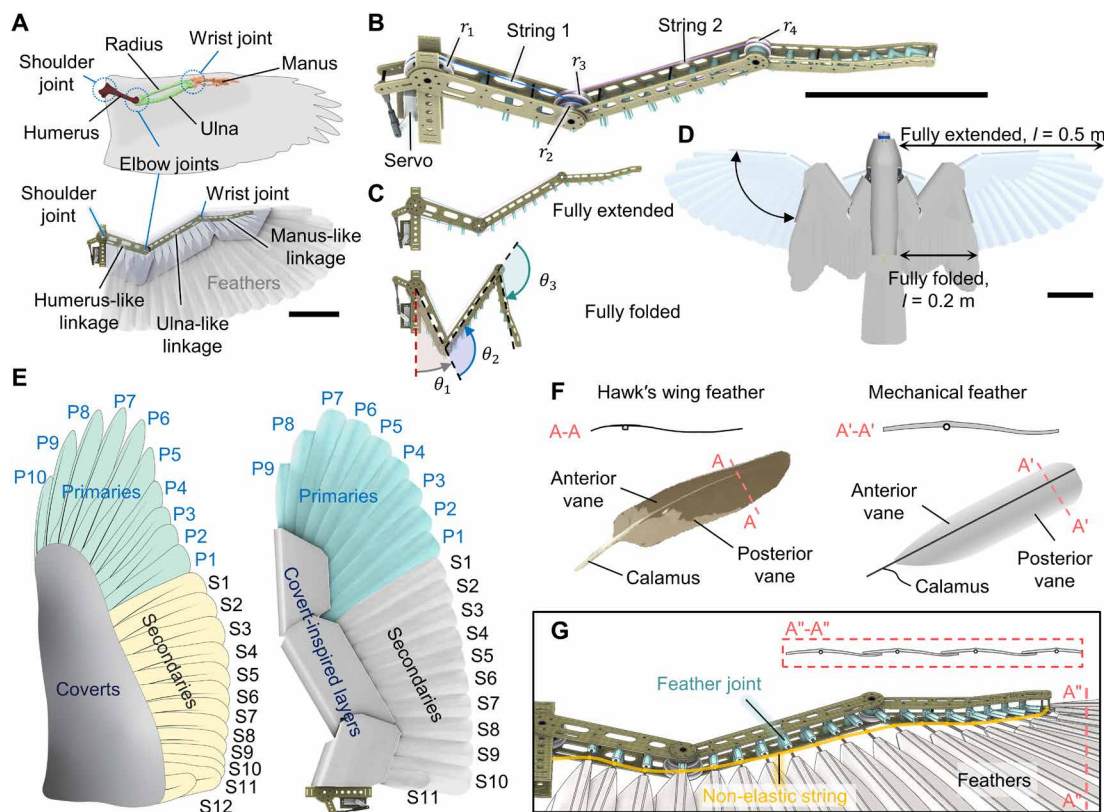 A
Radius
Wrist joint
Shoulder
joint
Manus
Humerus
Ulna
Elbow joints
Shoulder
joint
Wrist joint
Manus-like
linkage
Feathers
Humerus-like
linkage
Ulna-like
linkage
B
r1
String 1
String 2
r3
r4
r2
Servo
C
Fully extended
θ3
Fully folded
θ2
θ1
D
Fully extended, l = 0.5 m
Fully folded,
l = 0.2 m
E
P7
P8
P6
P9
P5
P10
Primaries
P4
P3
P2
P1
S1
S2
S3
S4
S5
S6
S7
S8
S9
S10
S11
S12
Secondaries
Coverts
P7
P8
P6
P5
P9
P4
Primaries
P3
P2
P1
S1
S2
S3
S4
S5
S6
S7
S8
S9
S10
S11
Covert-inspired layers
Secondaries
F
Hawk's wing feather
Mechanical feather
A-A
A'-A'
A
Anterior
vane
A
Posterior
vane
Calamus
A'
Anterior
vane
A'
Posterior
vane
Calamus
G
A"-A"
Feather joint
A"
Feathers
Non-elastic string
A"